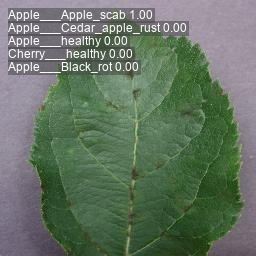 Apple___Apple_scab 1.00
Apple___Cedar_apple_rust 0.00
Apple___healthy 0.00
Cherry___healthy 0.00
Apple___Black_rot 0.00